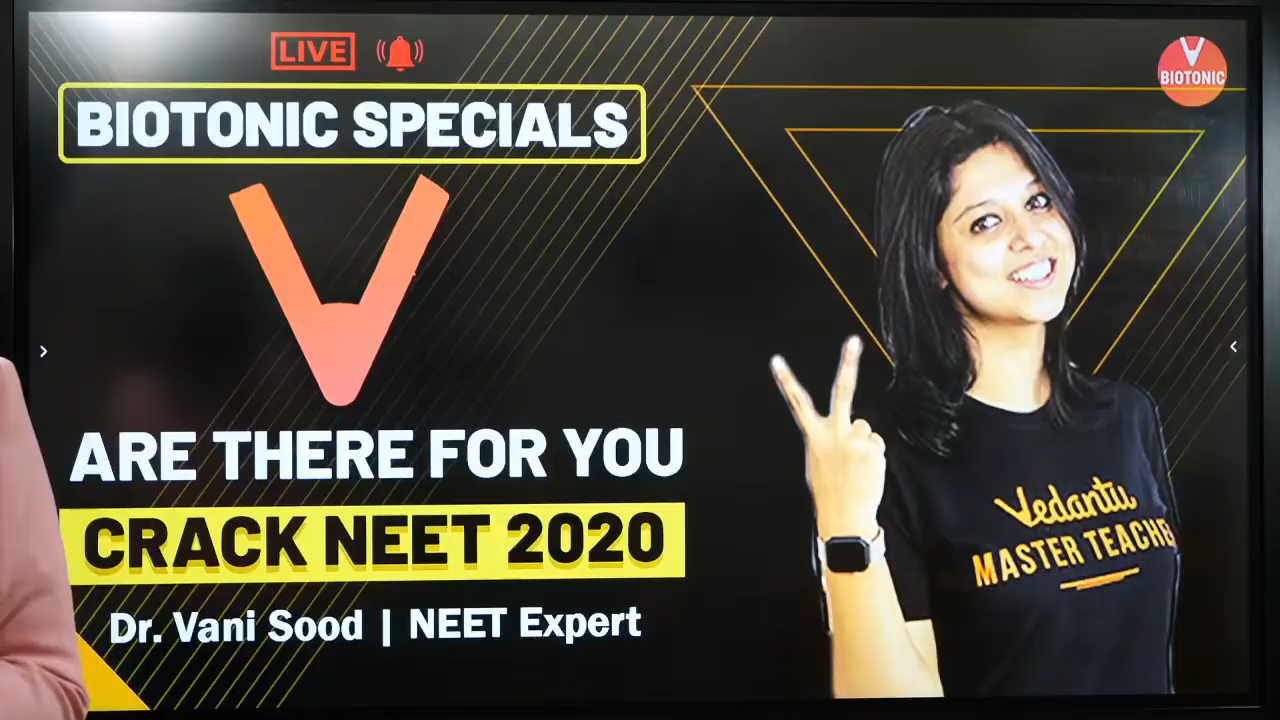 LIVE
BIOTONIC SPECIALS
V
BIOTONIC
V
ARE THERE FOR YOU
CRACK NEET 2020
Dr. Vani Sood | NEET Expert
Vedantu
MASTER TEACHE